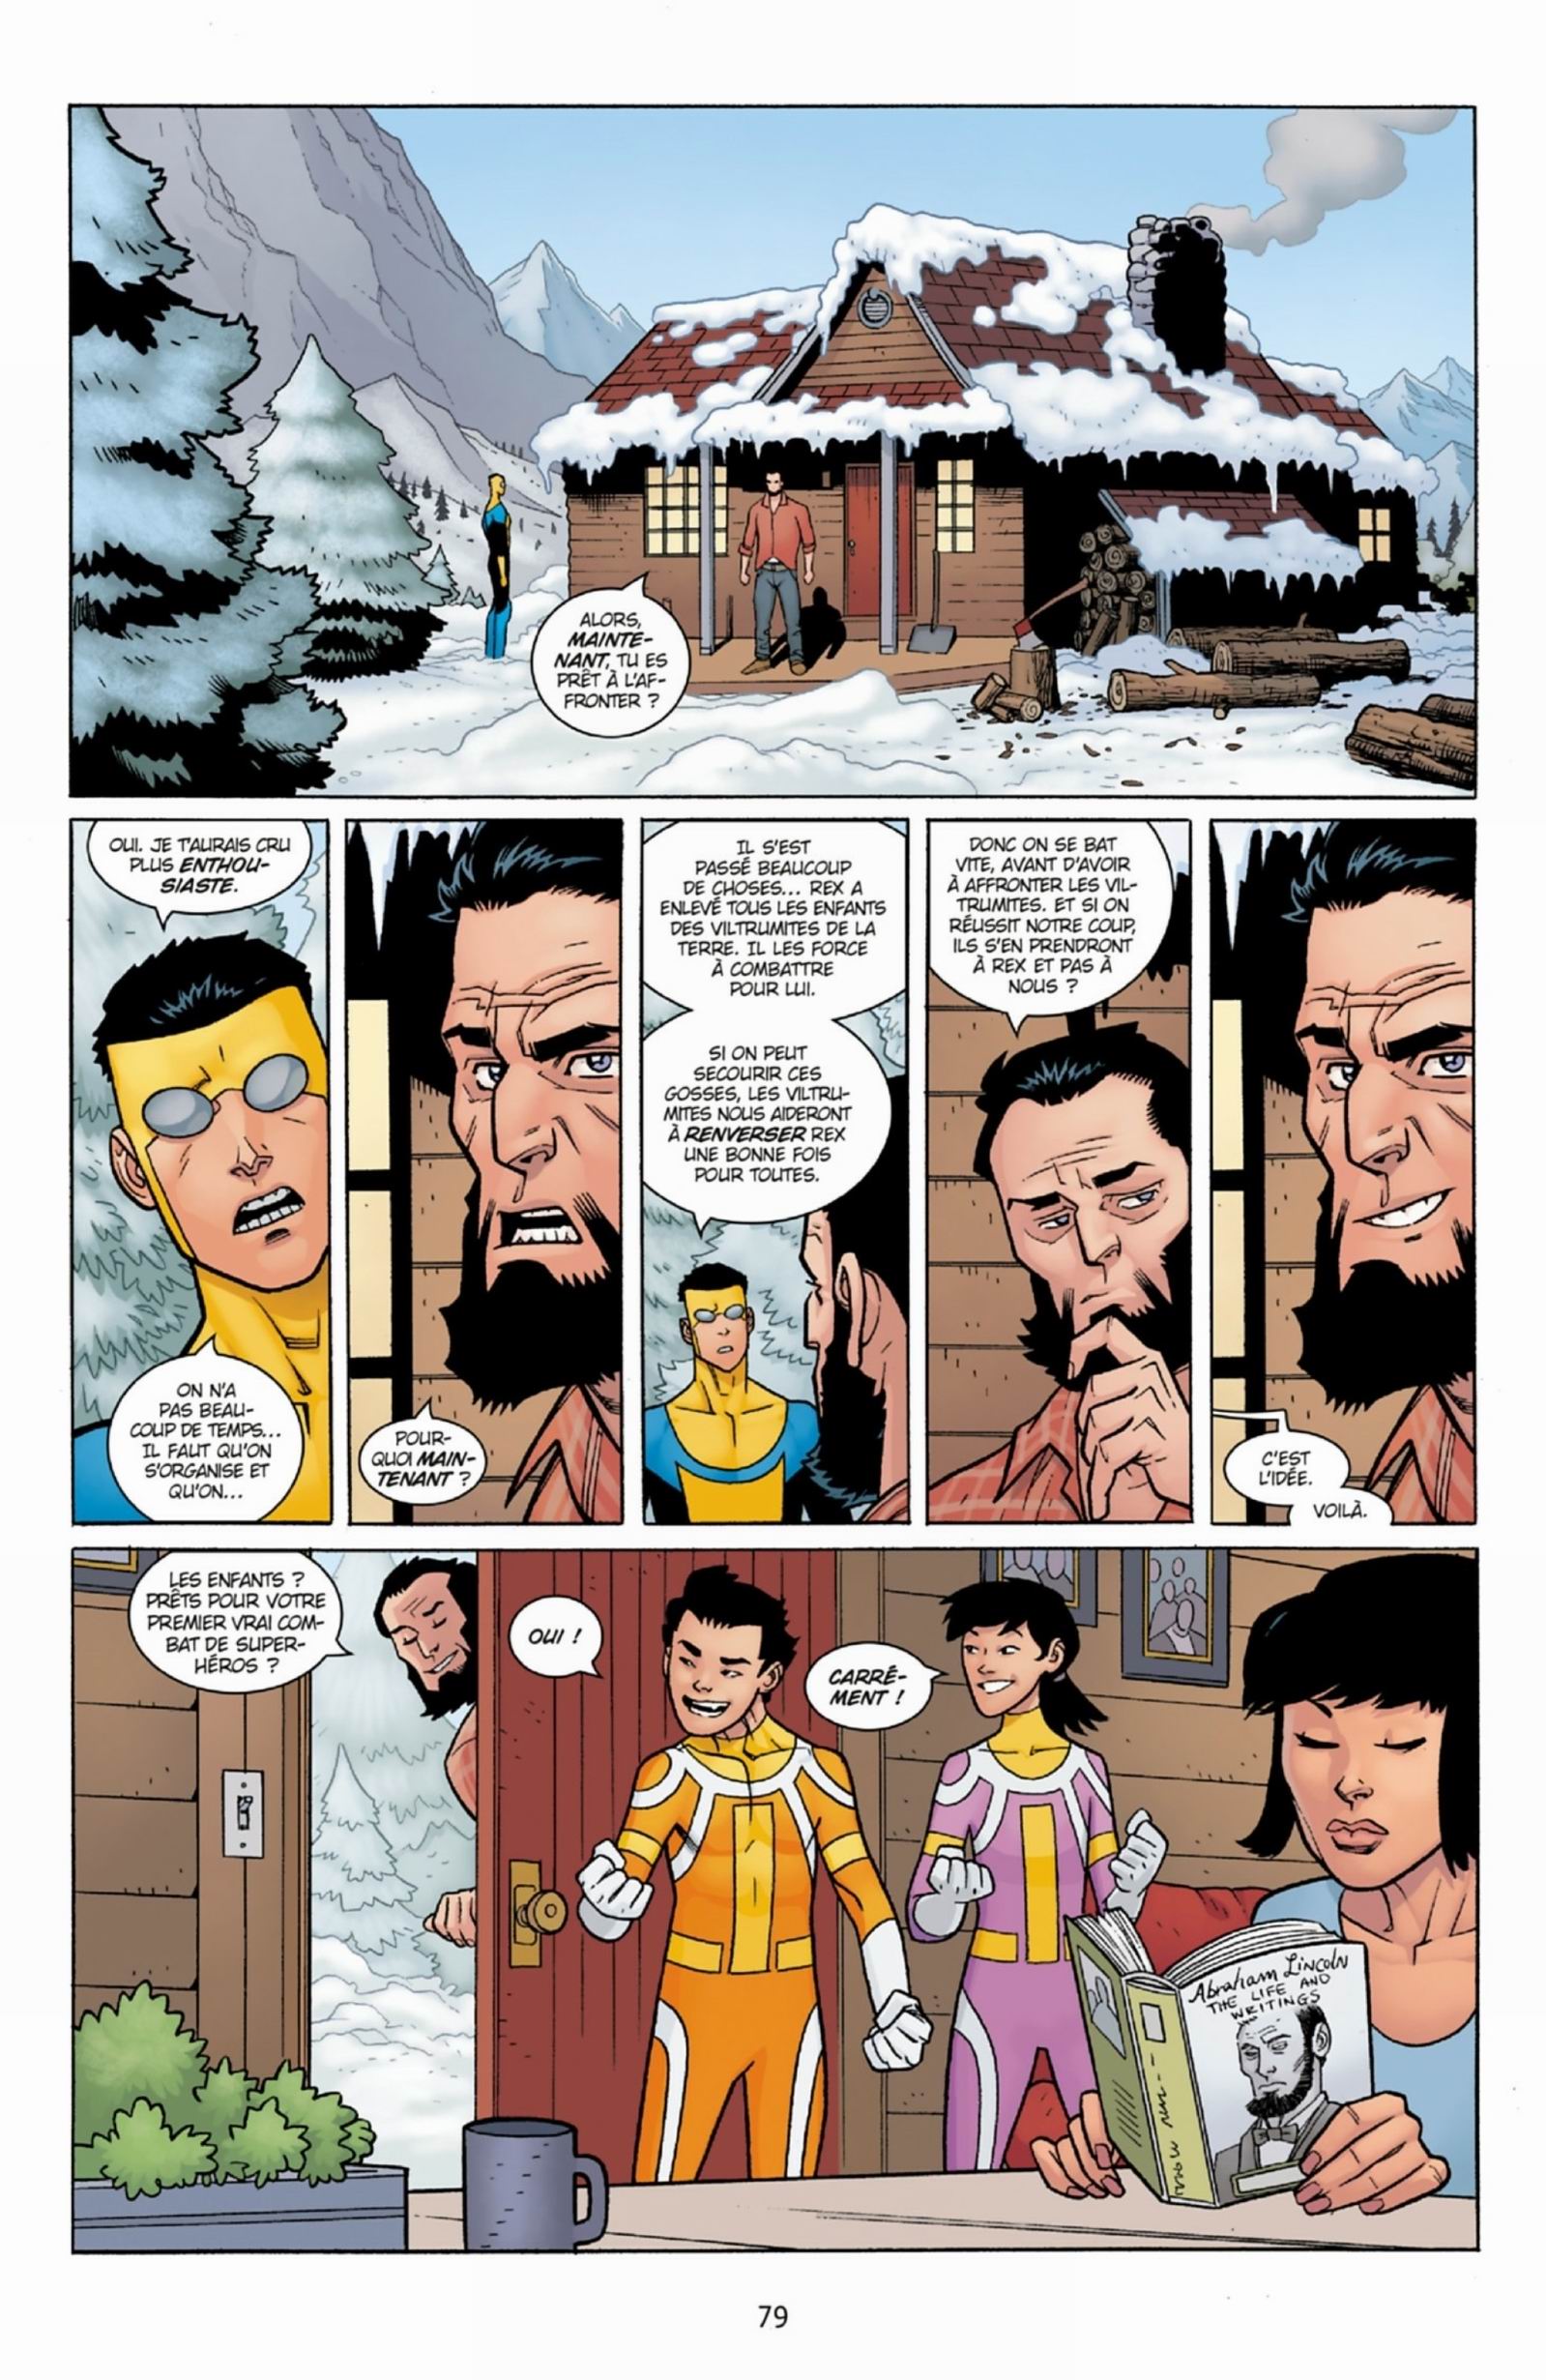 ALORS,
MAINTE-
NANT, TU ES
PRÊT À L'AF-
FRONTER ?
OUI. JE T'AURAIS CRU
PLUS ENTHOU-
SIASTE.
ON N'A
PAS BEAU-
COUP DE TEMPS...
IL FAUT QU'ON
S'ORGANISE ET
QU'ON...
POUR-
QUOI MAIN-
TENANT ?
IL S'EST
PASSÉ BEAUCOUP
DE CHOSES... REX A
ENLEVÉ TOUS LES ENFANTS
DES VILTRUMITES DE LA
TERRE. IL LES FORCE
À COMBATTRE
POUR LUI.
SI ON PEUT
SECOURIR CES
GOSSES, LES VILTRU-
MITES NOUS AIDERONT
À RENVERSER REX
UNE BONNE FOIS
POUR TOUTES.
DONC ON SE BAT
VITE, AVANT D'AVOIR
À AFFRONTER LES VIL-
TRUMITES. ET SI ON
RÉUSSIT NOTRE COUP,
ILS S'EN PRENDRONT
À REX ET PAS À
NOUS ?
C'EST
L'IDÉE.
VOILÀ.
LES ENFANTS ?
PRÊTS POUR VOTRE
PREMIER VRAI COM-
BAT DE SUPER-
HÉROS ?
OUI !
CARRÉ-
MENT !
Abraham Lincoln
THE LIFE AND
WRITINGS
79